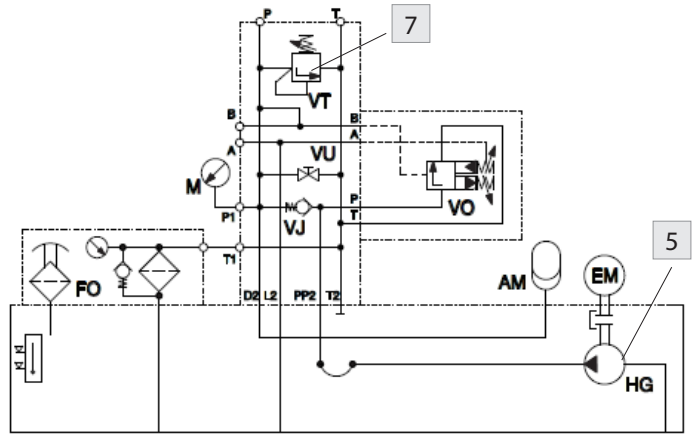 P T
7
VT
B B
A A
VU
M
P1 VJ P VO
T
5
T1
FO
AM EM
D2 L2 PP2 T2
HG